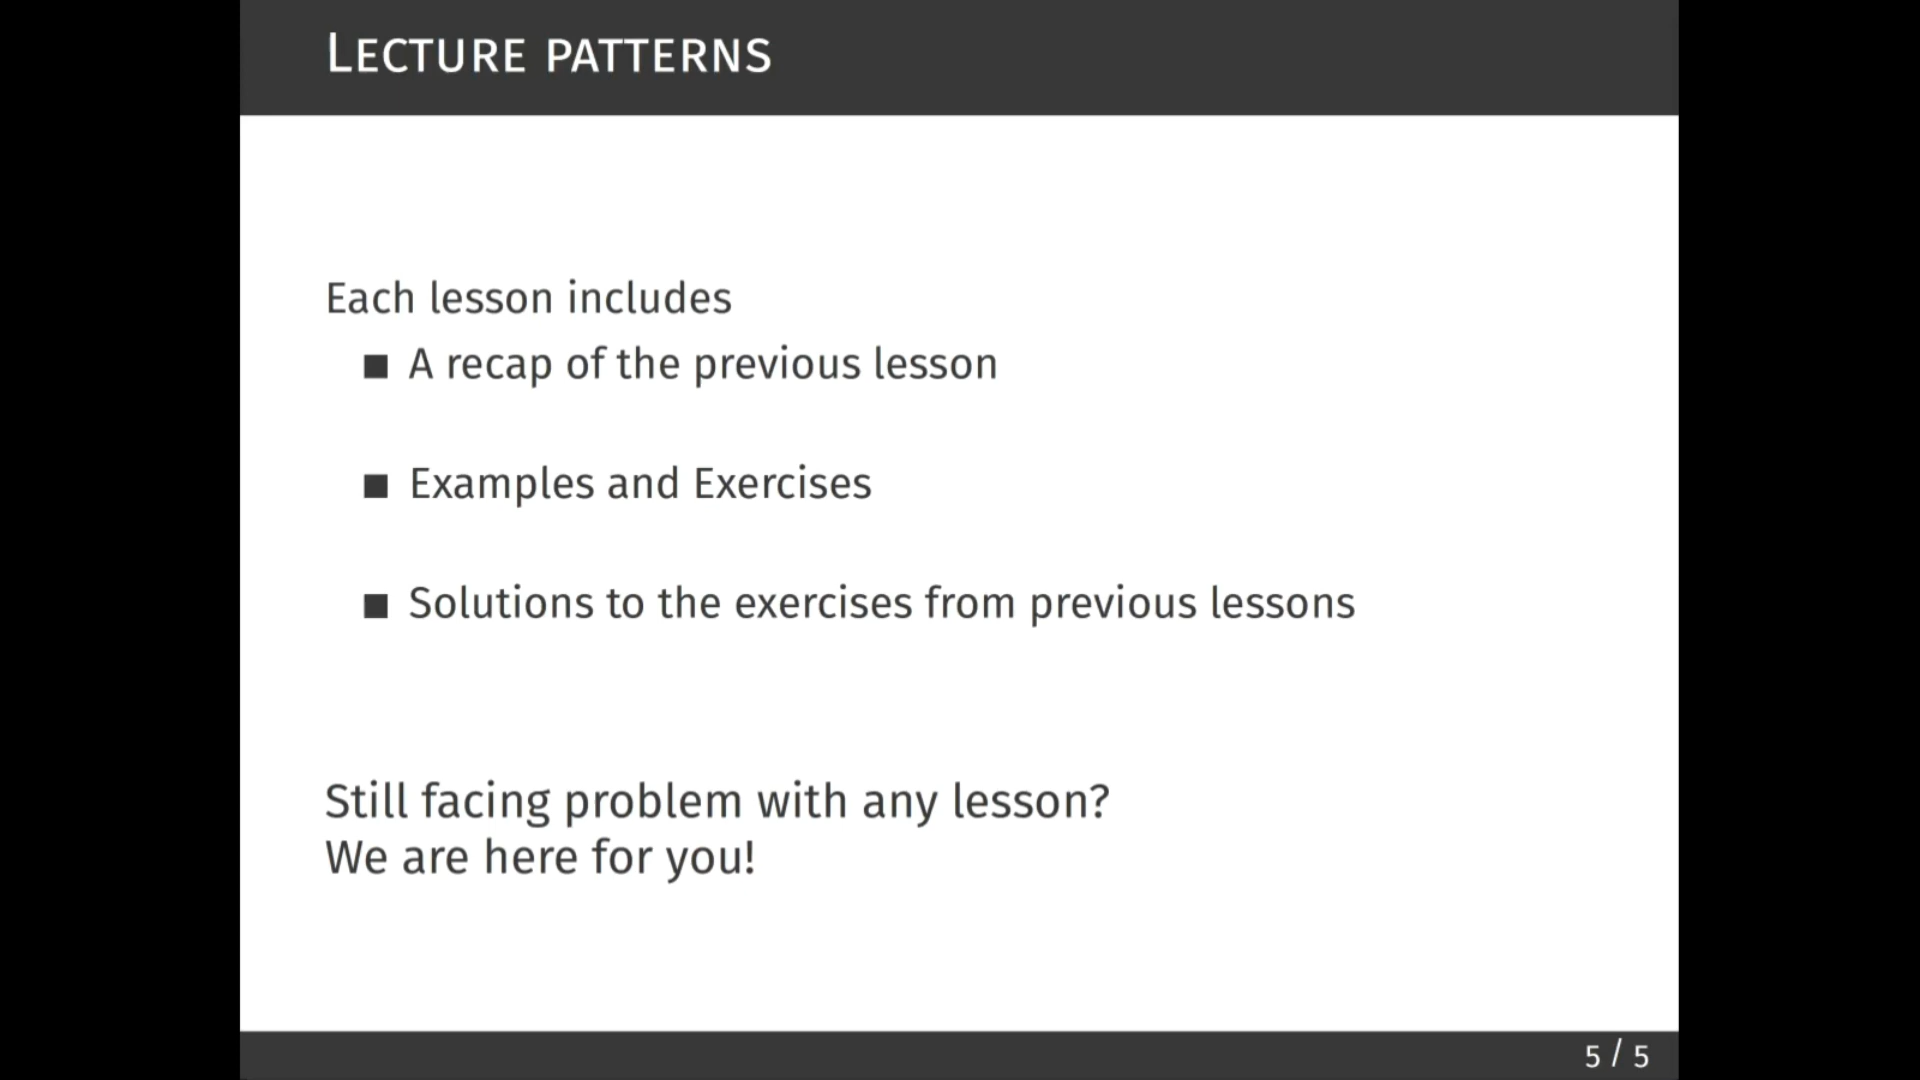 Lecture patterns
Each lesson includes
■ A recap of the previous lesson
■ Examples and Exercises
■ Solutions to the exercises from previous lessons
Still facing problem with any lesson?
We are here for you!
5 / 5